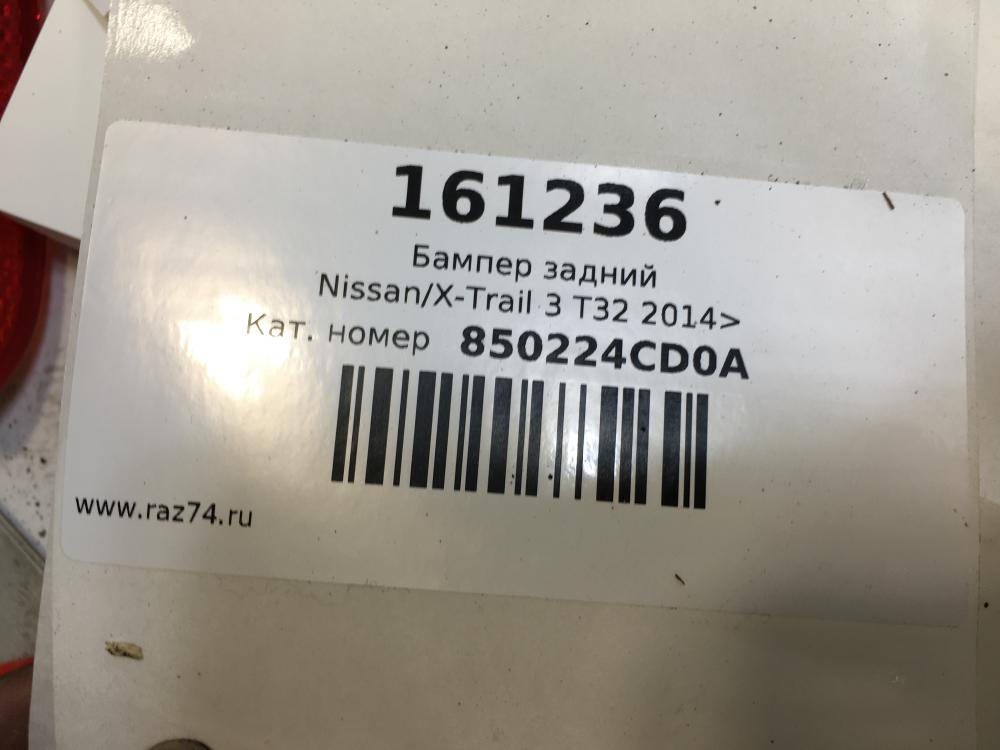 161236
Бампер задний
Nissan/X-Trail 3 T32 2014>
Кат. номер 850224CD0A
www.raz74.ru